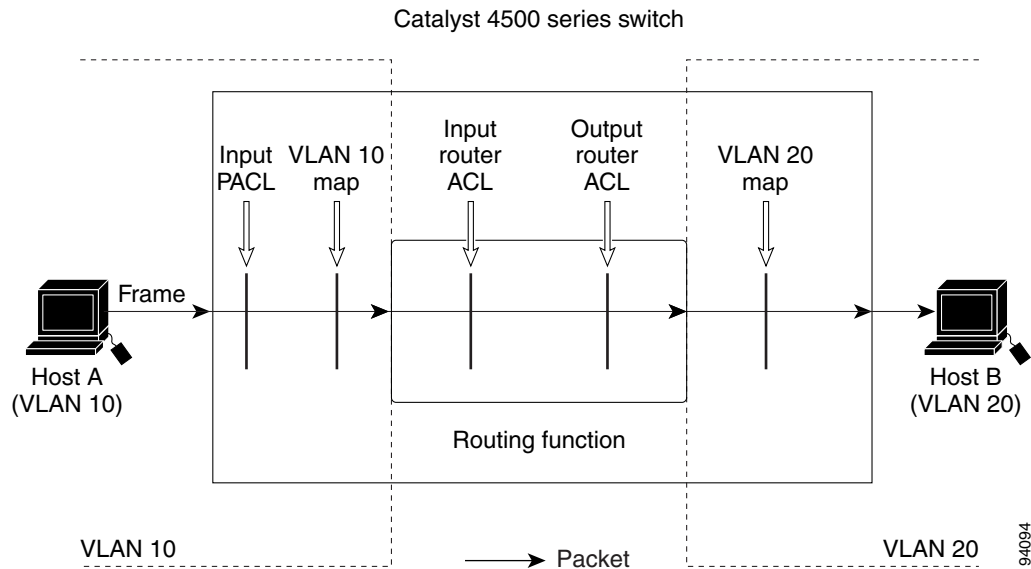 Catalyst 4500 series switch
Input
PACL
VLAN 10
map
Input
router
ACL
Output
router
ACL
VLAN 20
map
Frame
Host A
(VLAN 10)
Host B
(VLAN 20)
Routing function
VLAN 10
Packet
VLAN 20
94094